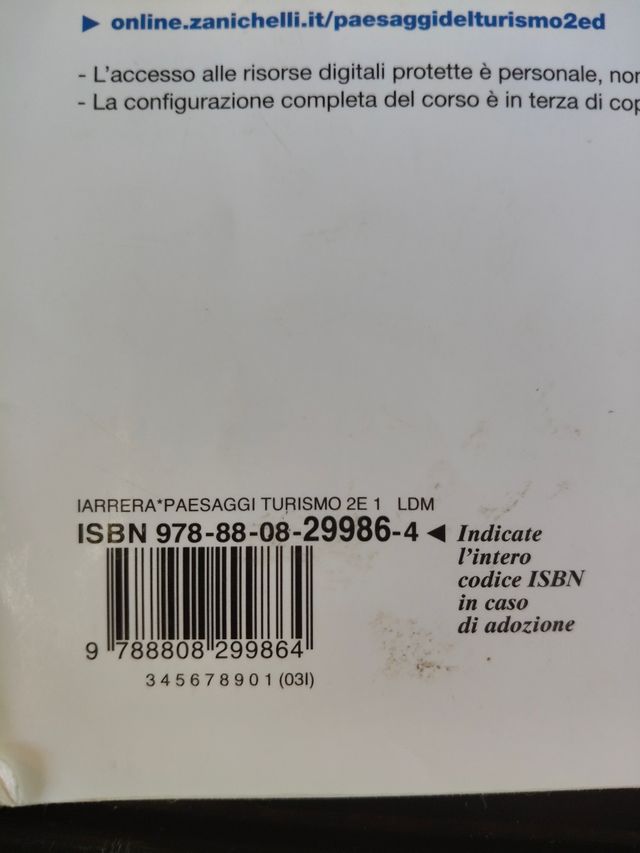 ▶ online.zanichelli.it/paesaggidelturismo2ed
- L'accesso alle risorse digitali protette è personale,
- La configurazione completa del corso è in terza di
IARRERA*PAESAGGI TURISMO 2E 1 LDM
ISBN 978-88-08-29986-4 ◀ Indicate
l'intero
codice ISBN
in caso
di adozione
9 788808 299864
3 4 5 6 7 8 9 0 1 (03I)